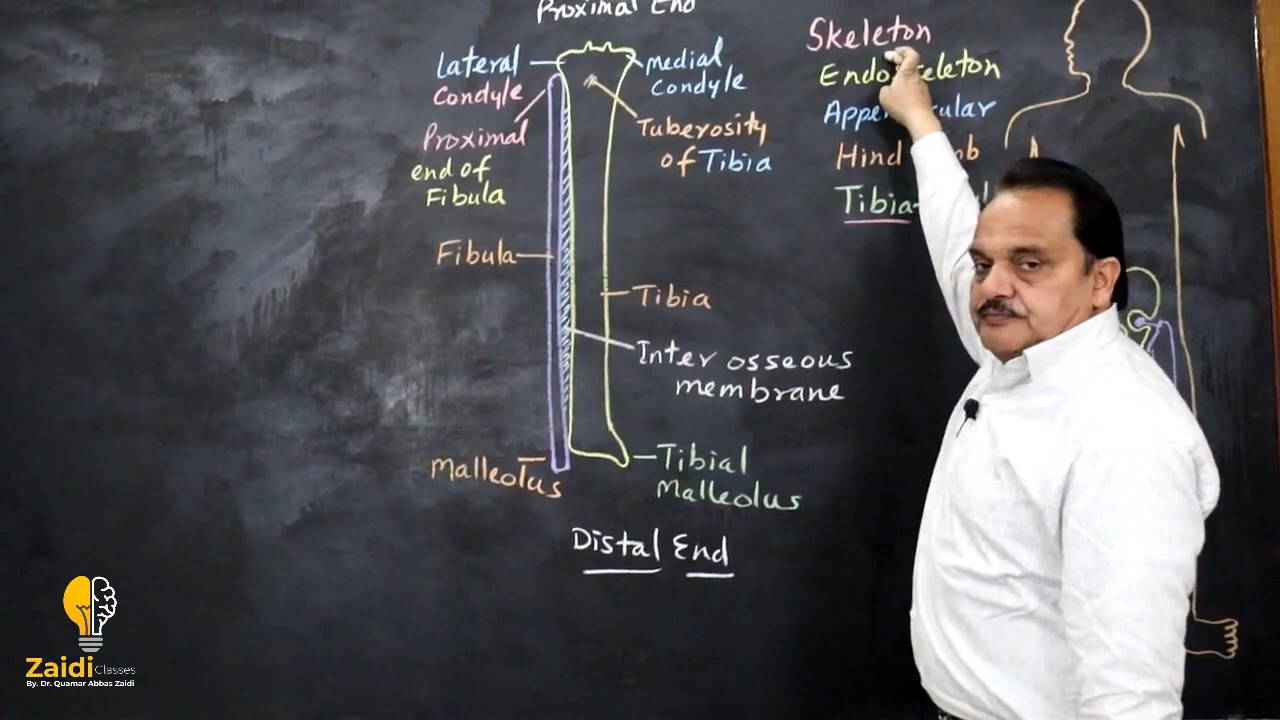 Proximal End
Lateral
Condyle
Proximal
end of
Fibula
Fibula
Malleolus
medial
Condyle
Tuberosity
of Tibia
Tibia
Inter osseous
membrane
Tibial
Malleolus
Distal End
Skeleton
Endoskeleton
Hind
Tibia
Zaidi Classes
By. Dr. Quamar Abbas Zaidi